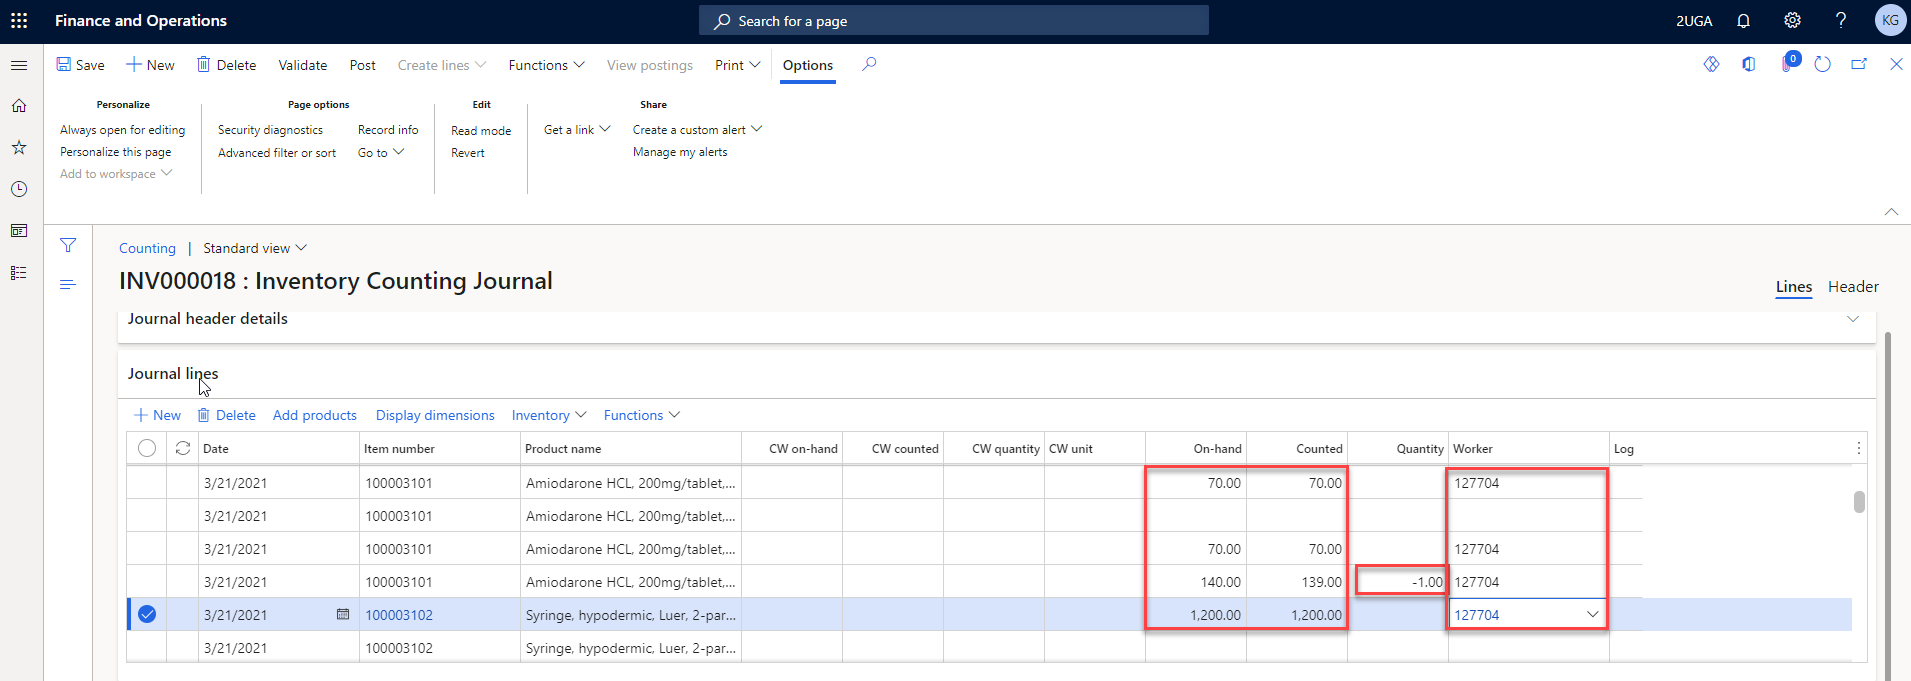 Finance and Operations
Search for a page
2UGA
KG
Save New Delete Validate Post Create lines Functions View postings Print Options
0
Personalize Page options Edit Share
Always open for editing Security diagnostics Record info Read mode Get a link Create a custom alert
Personalize this page Advanced filter or sort Go to Revert Manage my alerts
Add to workspace
Counting | Standard view
INV000018 : Inventory Counting Journal
Lines Header
Journal header details
Journal lines
New Delete Add products Display dimensions Inventory Functions
Date Item number Product name CW on-hand CW counted CW quantity CW unit On-hand Counted Quantity Worker Log
3/21/2021 100003101 Amiodarone HCL, 200mg/tablet,... 70.00 70.00 127704
3/21/2021 100003101 Amiodarone HCL, 200mg/tablet,...
3/21/2021 100003101 Amiodarone HCL, 200mg/tablet,... 70.00 70.00 127704
3/21/2021 100003101 Amiodarone HCL, 200mg/tablet,... 140.00 139.00 -1.00 127704
3/21/2021 100003102 Syringe, hypodermic, Luer, 2-par... 1,200.00 1,200.00 127704
3/21/2021 100003102 Syringe, hypodermic, Luer, 2-par...